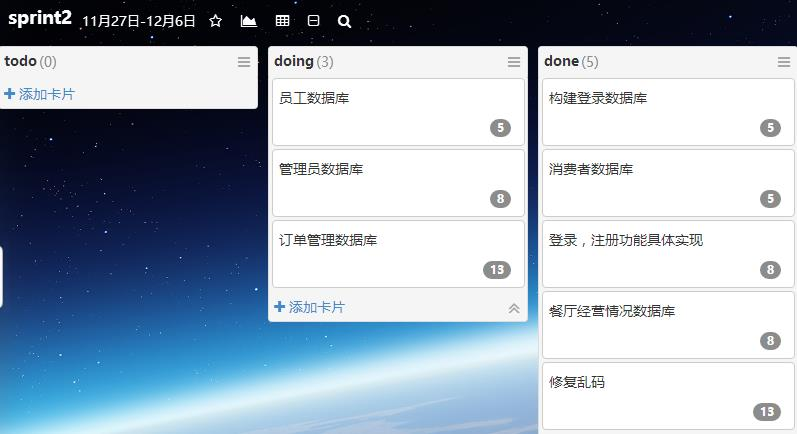 sprint2 11月27日-12月6日
todo(0)
添加卡片
doing(3)
员工数据库
5
管理员数据库
8
订单管理数据库
13
添加卡片
done(5)
构建登录数据库
5
消费者数据库
5
登录，注册功能具体实现
8
餐厅经营情况数据库
8
修复乱码
13